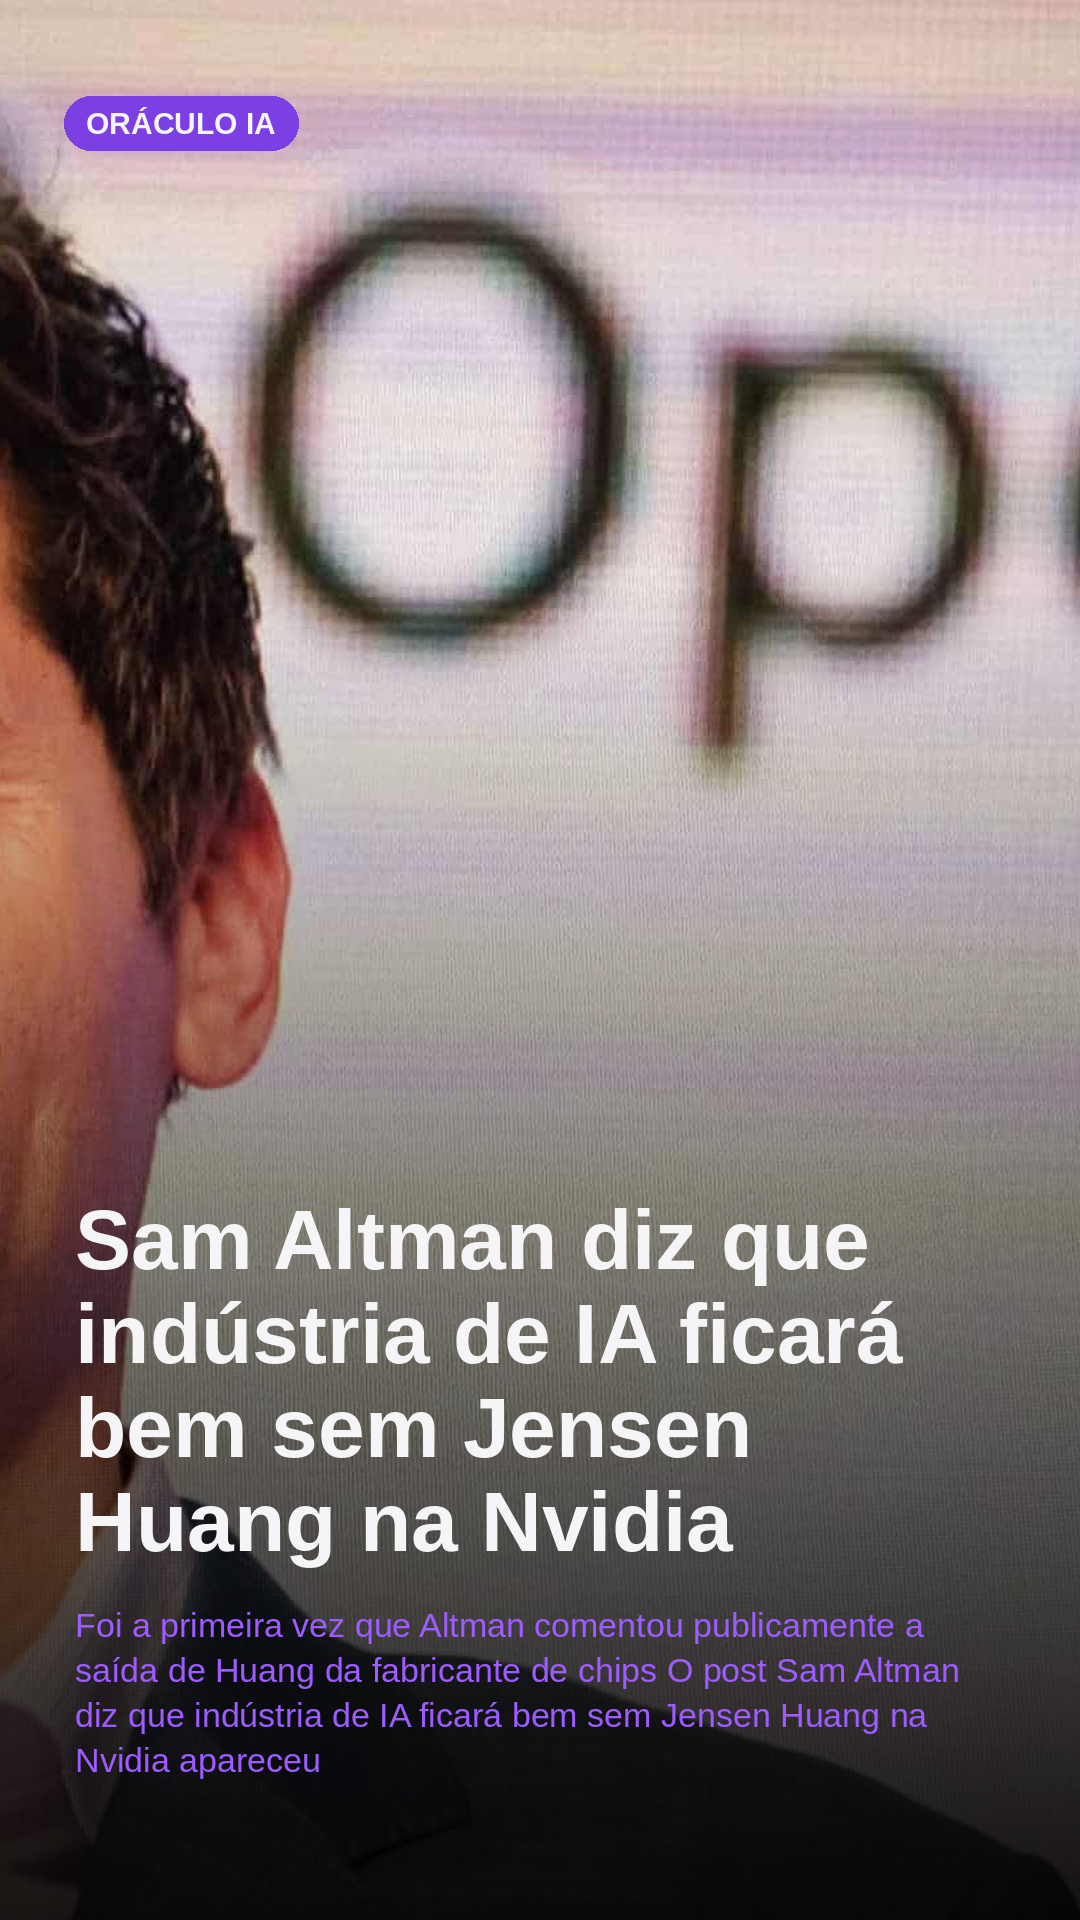 ORÁCULO IA
Op
Sam Altman diz que
indústria de IA ficará
bem sem Jensen
Huang na Nvidia
Foi a primeira vez que Altman comentou publicamente a
saída de Huang da fabricante de chips O post Sam Altman
diz que indústria de IA ficará bem sem Jensen Huang na
Nvidia apareceu